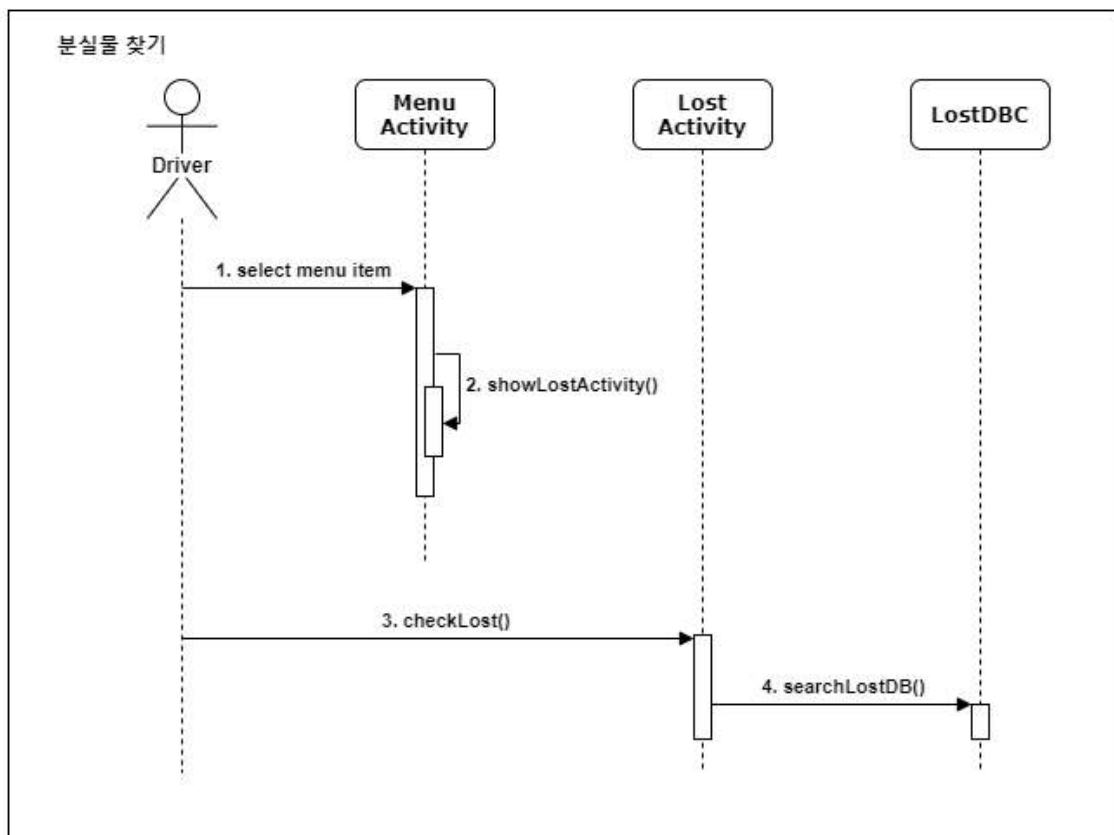 분실물 찾기
Menu
Activity
Lost
Activity
LostDBC
Driver
1. select menu item
2. showLostActivity()
3. checkLost()
4. searchLostDB()